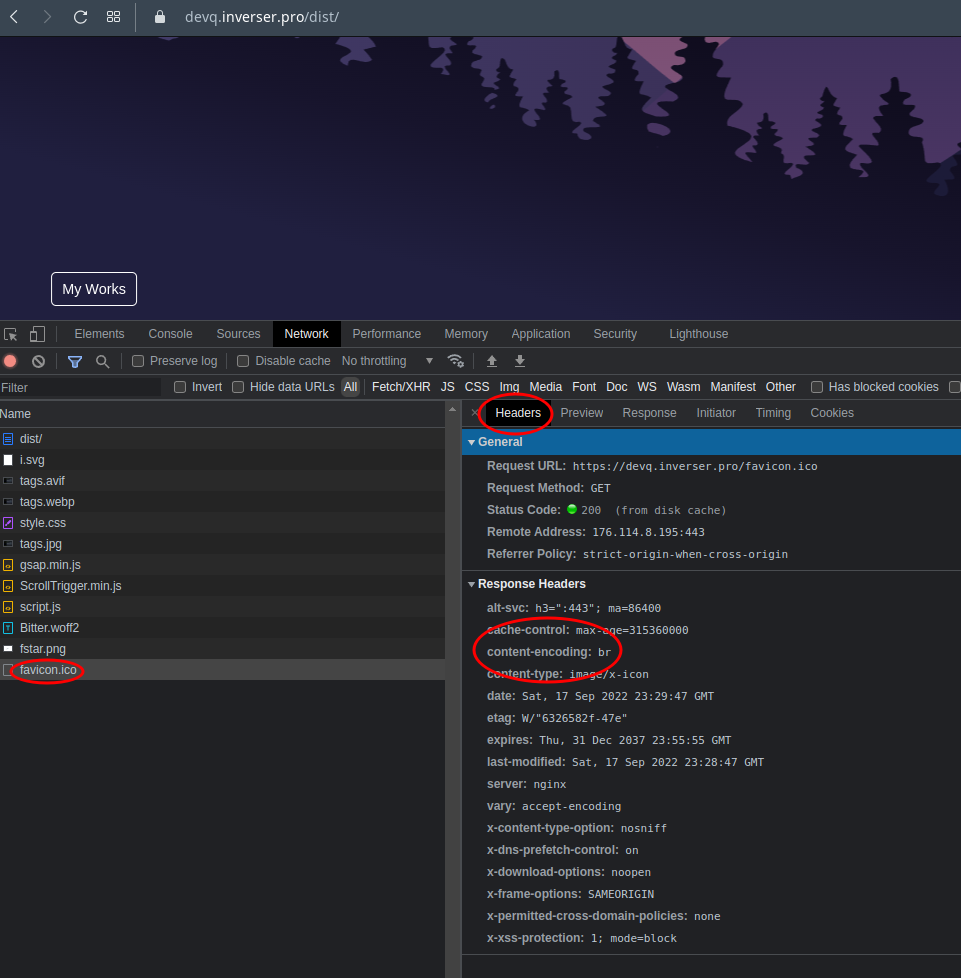 devq.inverser.pro/dist/
My Works
Elements Console Sources Network Performance Memory Application Security Lighthouse
Preserve log Disable cache No throttling
Filter Invert Hide data URLs All Fetch/XHR JS CSS Img Media Font Doc WS Wasm Manifest Other Has blocked cookies
Name
dist/
i.svg
tags.avif
tags.webp
style.css
tags.jpg
gsap.min.js
ScrollTrigger.min.js
script.js
Bitter.woff2
fstar.png
favicon.ico
Headers Preview Response Initiator Timing Cookies
General
Request URL: https://devq.inverser.pro/favicon.ico
Request Method: GET
Status Code: 200 (from disk cache)
Remote Address: 176.114.8.195:443
Referrer Policy: strict-origin-when-cross-origin
Response Headers
alt-svc: h3=":443"; ma=86400
cache-control: max-age=315360000
content-encoding: br
content-type: image/x-icon
date: Sat, 17 Sep 2022 23:29:47 GMT
etag: W/"6326582f-47e"
expires: Thu, 31 Dec 2037 23:55:55 GMT
last-modified: Sat, 17 Sep 2022 23:28:47 GMT
server: nginx
vary: accept-encoding
x-content-type-option: nosniff
x-dns-prefetch-control: on
x-download-options: noopen
x-frame-options: SAMEORIGIN
x-permitted-cross-domain-policies: none
x-xss-protection: 1; mode=block